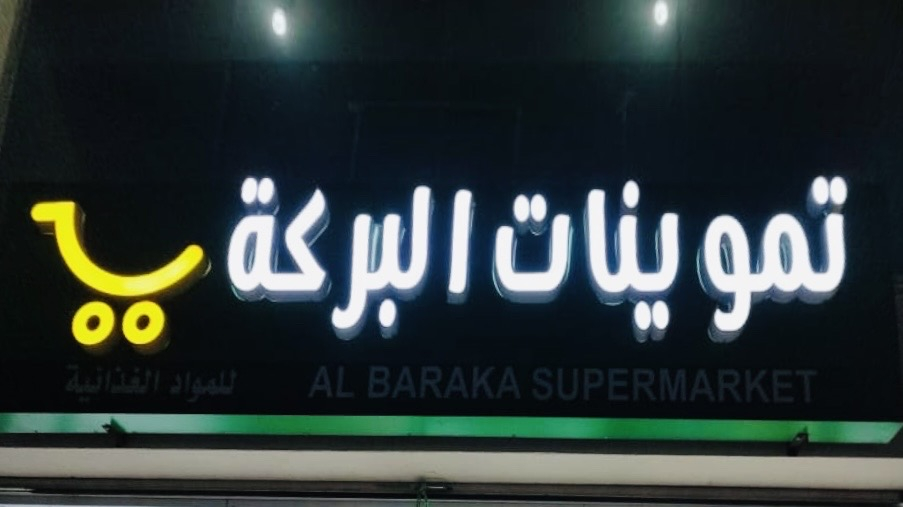 تموينات البركة
AL BARAKA SUPERMARKET
للمواد الغذائية